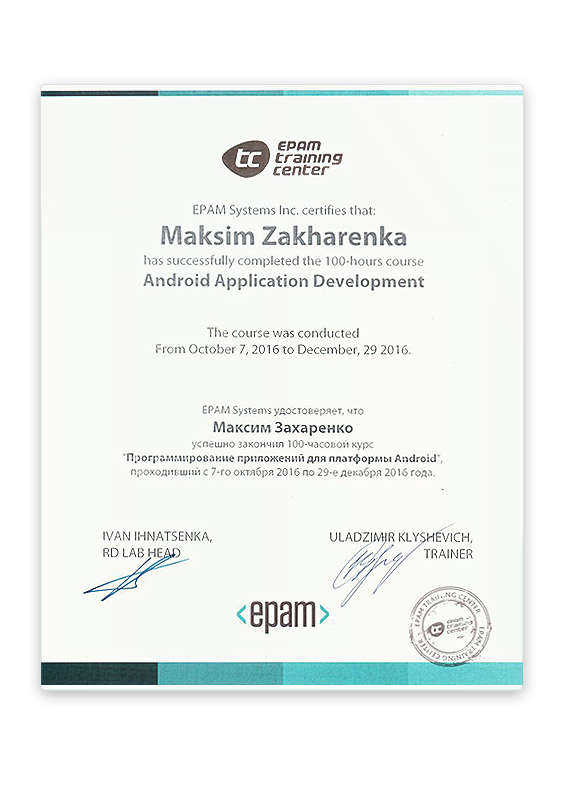 tc
EPAM
training
center
EPAM Systems Inc. certifies that:
Maksim Zakharenka
has successfully completed the 100-hours course
Android Application Development
The course was conducted
From October 7, 2016 to December, 29 2016.
EPAM Systems удостоверяет, что
Максим Захаренко
успешно закончил 100-часовой курс
"Программирование приложений для платформы Android",
проходивший с 7-го октября 2016 по 29-е декабря 2016 года.
IVAN IHNATSENKA,
RD LAB HEAD
ULADZIMIR KLYSHEVICH,
TRAINER
<epam>
EPAM TRAINING CENTER · EPAM TRAINING CENTER ·
tc
EPAM
training
center